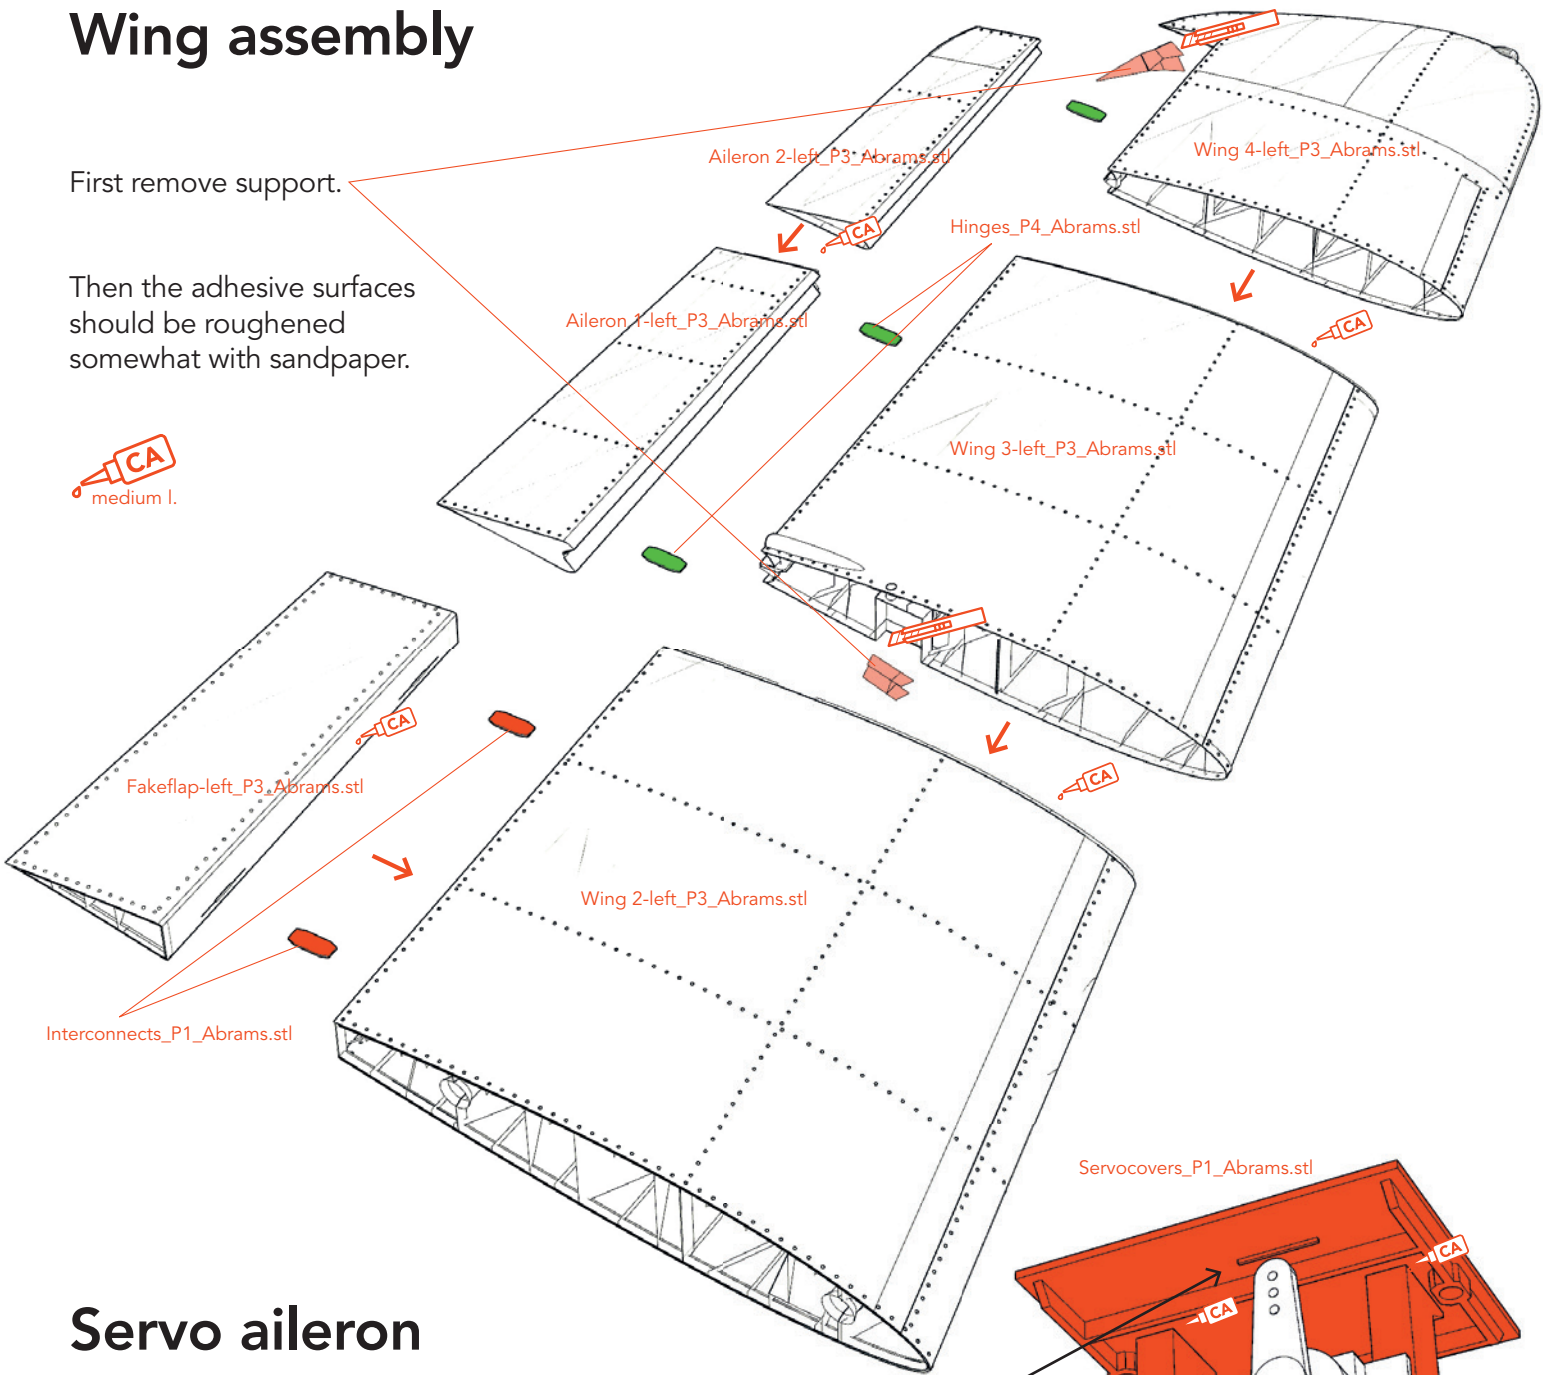 Wing assembly
First remove support.
Then the adhesive surfaces
should be roughened
somewhat with sandpaper.
CA
medium l.
Aileron 2-left_P3_Abrams.stl
Wing 4-left_P3_Abrams.stl
CA
Hinges_P4_Abrams.stl
Aileron 1-left_P3_Abrams.stl
CA
Wing 3-left_P3_Abrams.stl
CA
Fakeflap-left_P3_Abrams.stl
CA
Wing 2-left_P3_Abrams.stl
Interconnects_P1_Abrams.stl
Servocovers_P1_Abrams.stl
CA
CA
Servo aileron